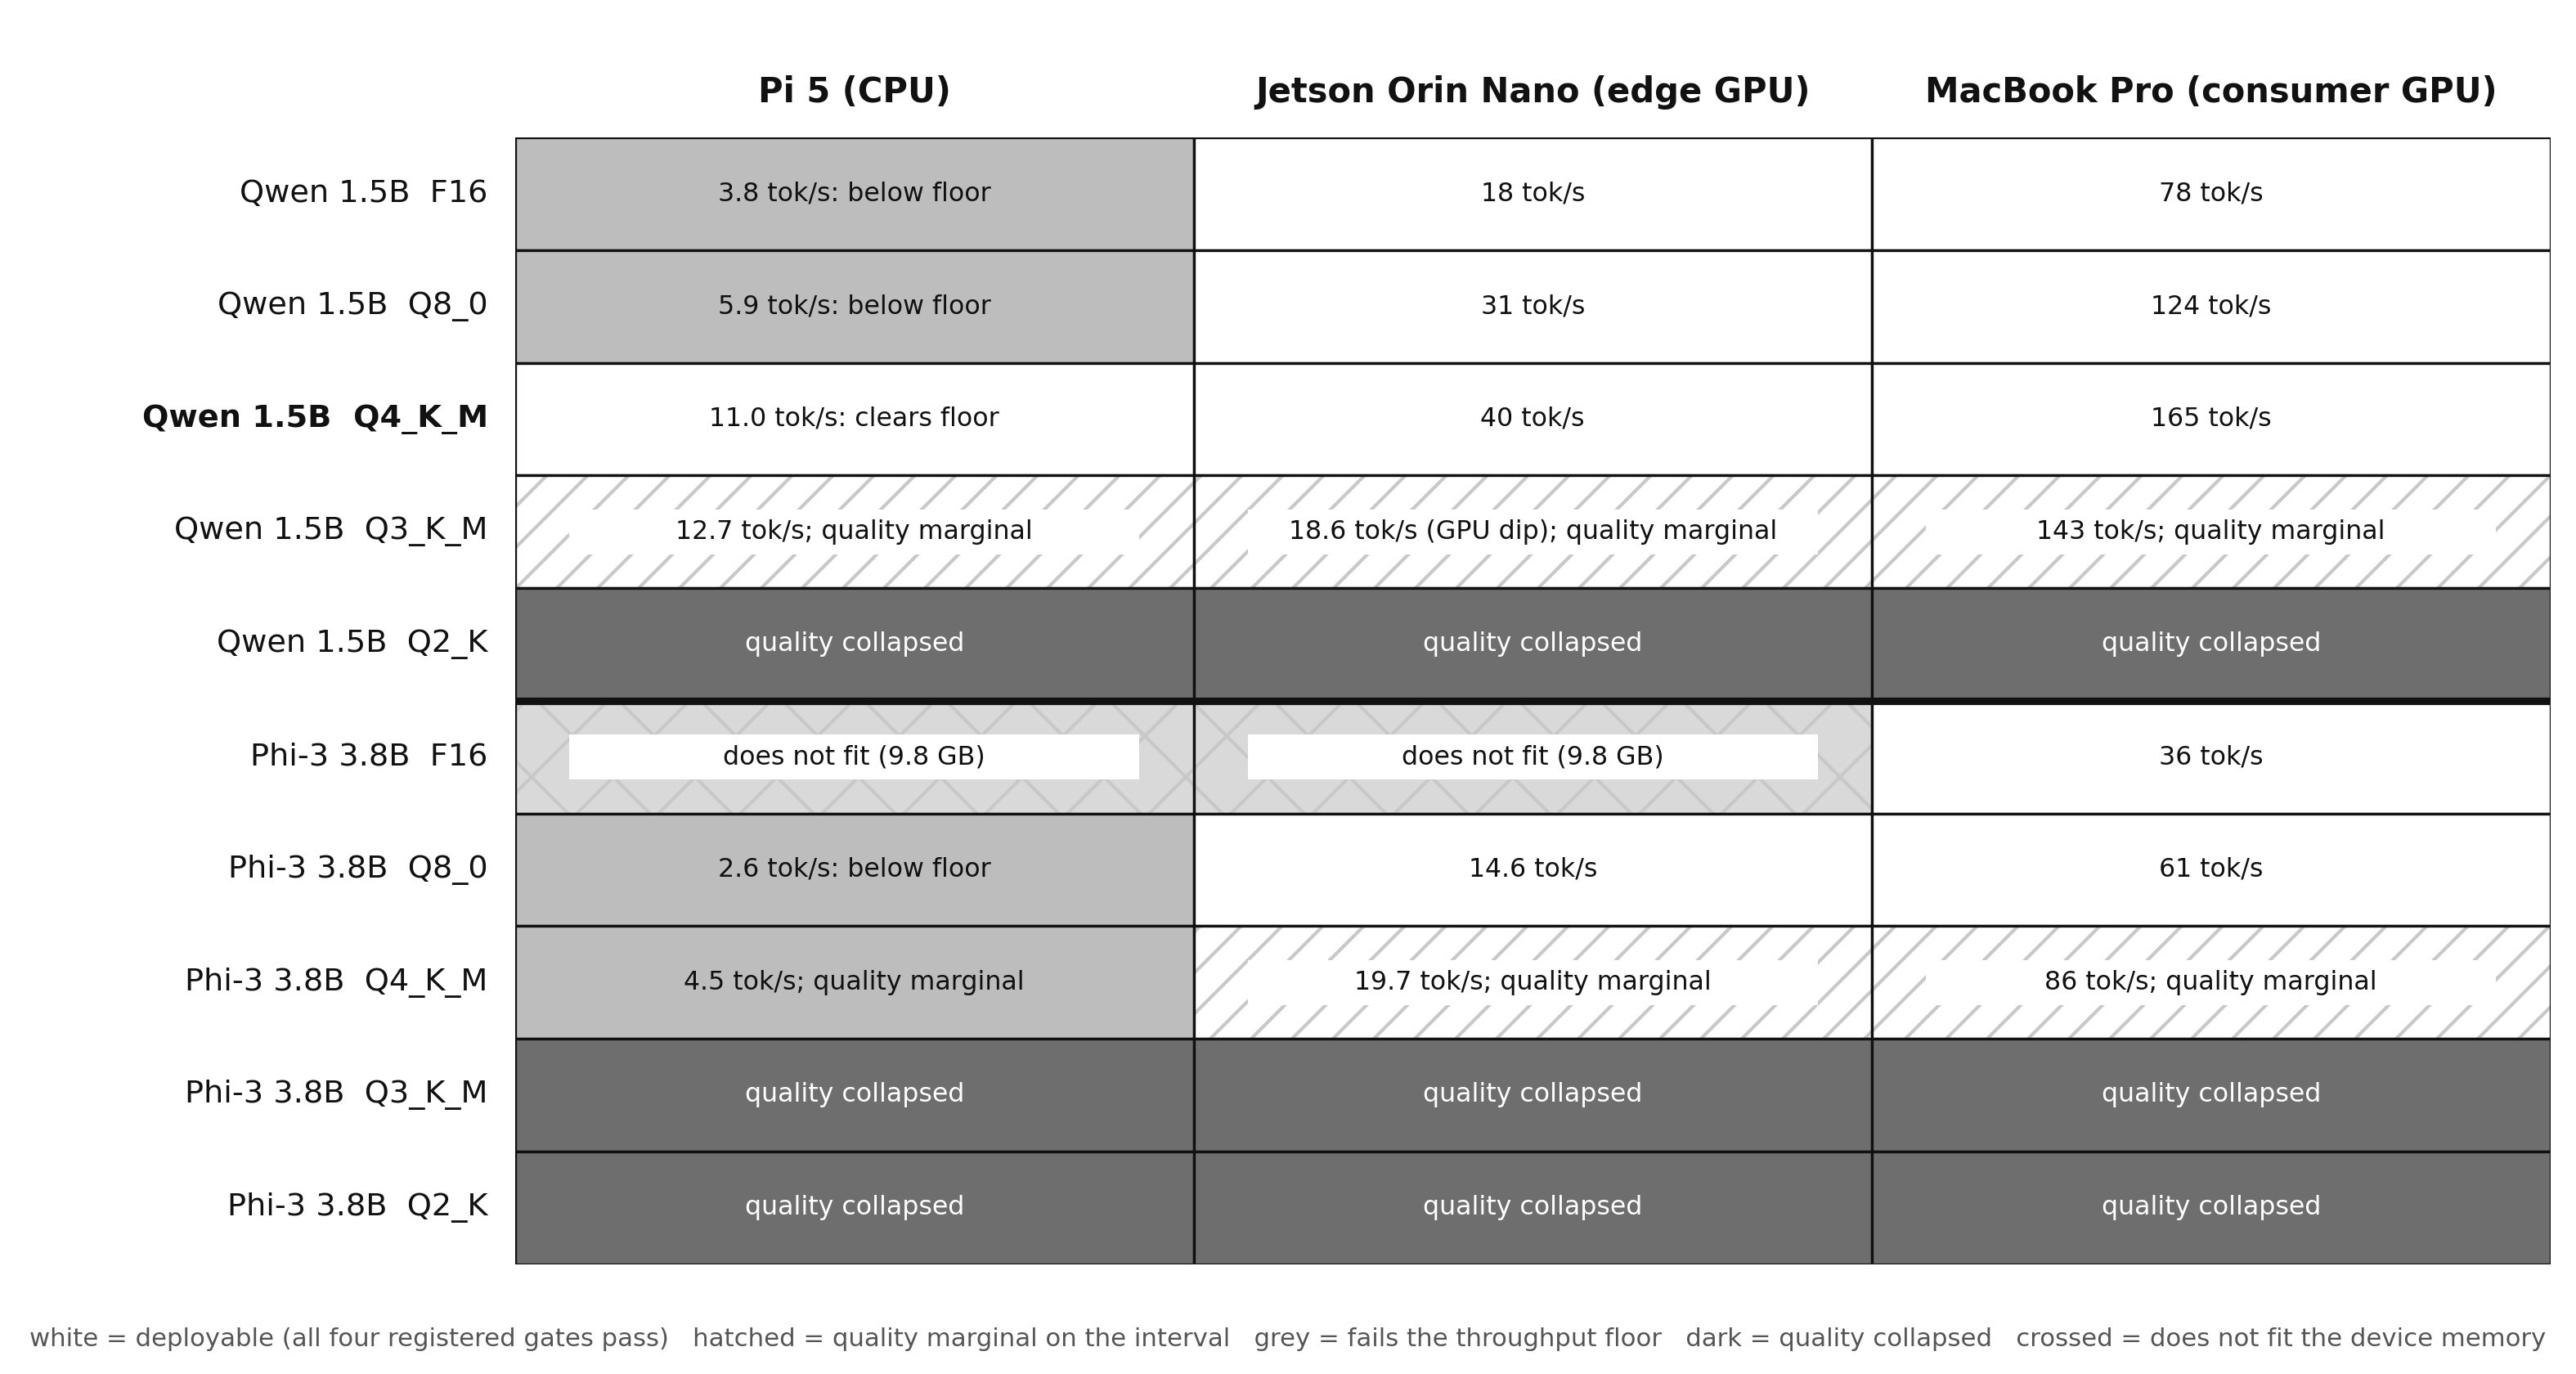 Pi 5 (CPU) Jetson Orin Nano (edge GPU) MacBook Pro (consumer GPU)
Qwen 1.5B F16 3.8 tok/s: below floor 18 tok/s 78 tok/s
Qwen 1.5B Q8_0 5.9 tok/s: below floor 31 tok/s 124 tok/s
Qwen 1.5B Q4_K_M 11.0 tok/s: clears floor 40 tok/s 165 tok/s
Qwen 1.5B Q3_K_M 12.7 tok/s; quality marginal 18.6 tok/s (GPU dip); quality marginal 143 tok/s; quality marginal
Qwen 1.5B Q2_K quality collapsed quality collapsed quality collapsed
Phi-3 3.8B F16 does not fit (9.8 GB) does not fit (9.8 GB) 36 tok/s
Phi-3 3.8B Q8_0 2.6 tok/s: below floor 14.6 tok/s 61 tok/s
Phi-3 3.8B Q4_K_M 4.5 tok/s; quality marginal 19.7 tok/s; quality marginal 86 tok/s; quality marginal
Phi-3 3.8B Q3_K_M quality collapsed quality collapsed quality collapsed
Phi-3 3.8B Q2_K quality collapsed quality collapsed quality collapsed
white = deployable (all four registered gates pass) hatched = quality marginal on the interval grey = fails the throughput floor dark = quality collapsed crossed = does not fit the device memory